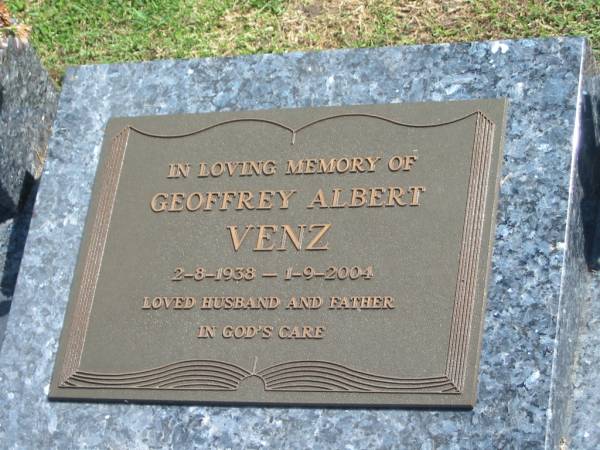 IN LOVING MEMORY OF
GEOFFREY ALBERT
VENZ
2-8-1938 – 1-9-2004
LOVED HUSBAND AND FATHER
IN GOD'S CARE